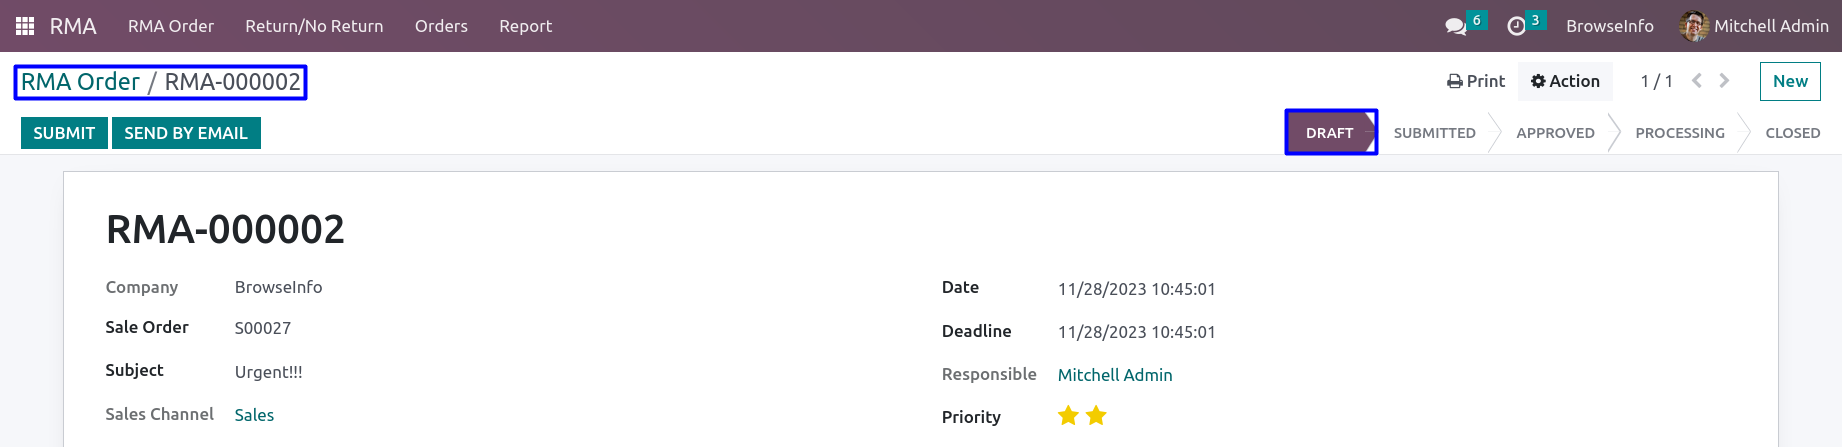 RMA RMA Order Return/No Return Orders Report 6 3 BrowseInfo Mitchell Admin
RMA Order / RMA-000002 Print Action 1 / 1 New
SUBMIT SEND BY EMAIL DRAFT SUBMITTED APPROVED PROCESSING CLOSED
RMA-000002
Company BrowseInfo Date 11/28/2023 10:45:01
Sale Order S00027 Deadline 11/28/2023 10:45:01
Subject Urgent!!! Responsible Mitchell Admin
Sales Channel Sales Priority